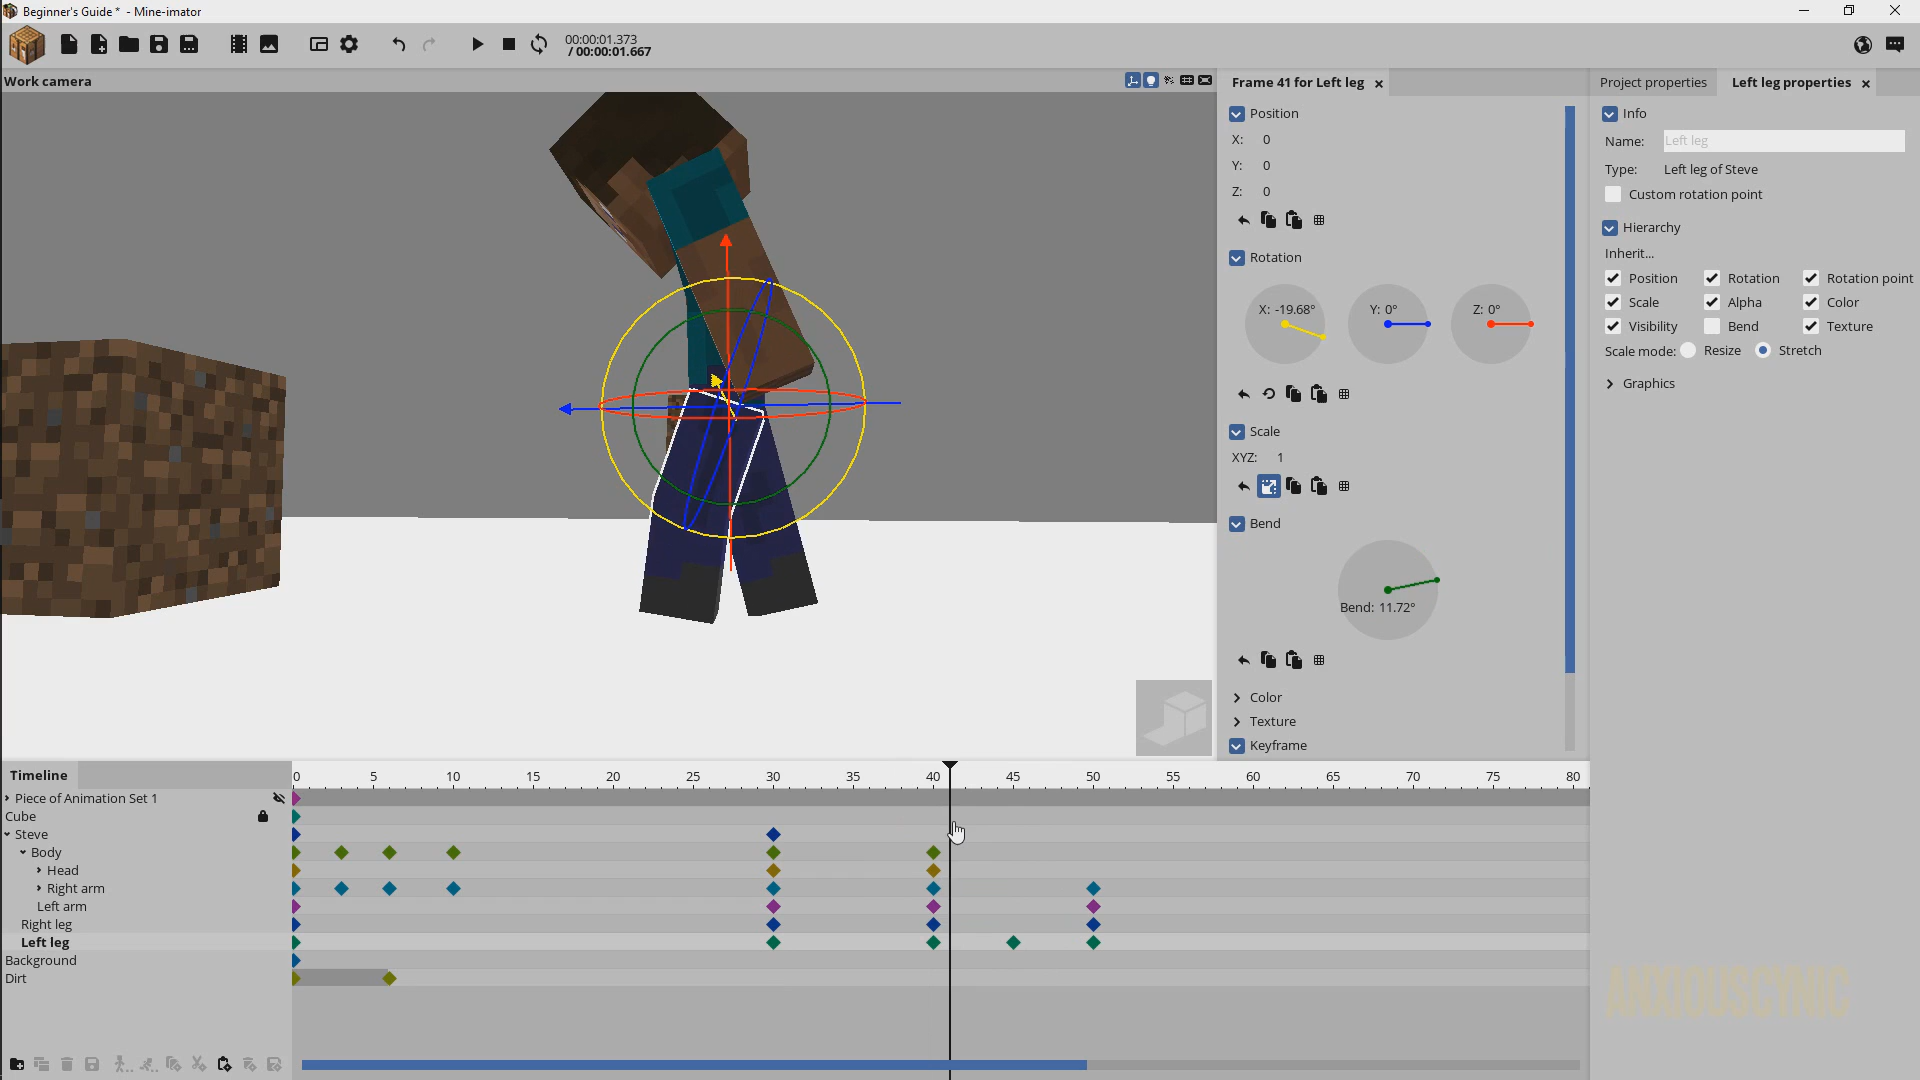 Beginner's Guide * - Mine-imator
00:00:01.373
/ 00:00:01.667
Work camera
Frame 41 for Left leg
Position
X: 0
Y: 0
Z: 0
Rotation
X: -19.68° Y: 0° Z: 0°
Scale
XYZ: 1
Bend
Bend: 11.72°
Color
Texture
Keyframe
Project properties Left leg properties
Info
Name: Left leg
Type: Left leg of Steve
Custom rotation point
Hierarchy
Inherit...
Position Rotation Rotation point
Scale Alpha Color
Visibility Bend Texture
Scale mode: Resize Stretch
Graphics
Timeline
0 5 10 15 20 25 30 35 40 45 50 55 60 65 70 75 80
Piece of Animation Set 1
Cube
Steve
Body
Head
Right arm
Left arm
Right leg
Left leg
Background
Dirt
ANXIOUSCYNIC